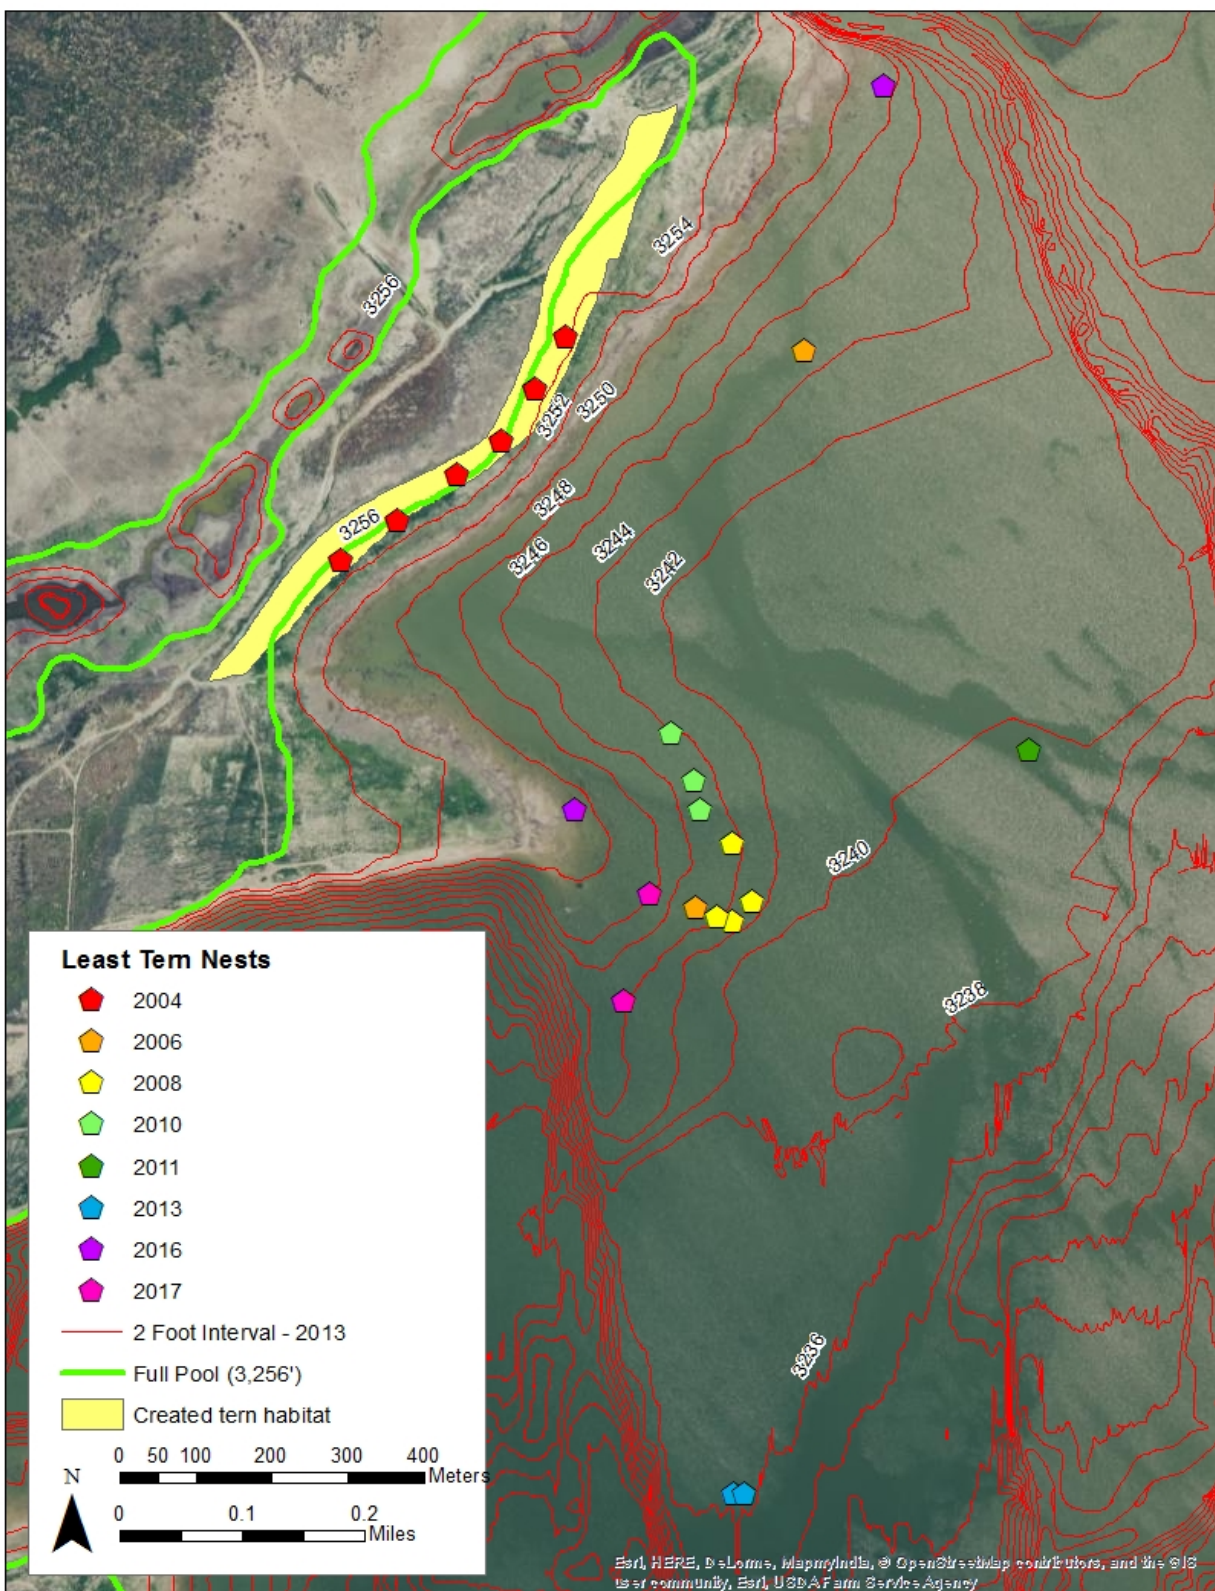 3254
3256
3252
3250
3248
3256
3246
3244
3242
3240
3238
3236
Least Tern Nests
2004
2006
2008
2010
2011
2013
2016
2017
2 Foot Interval - 2013
Full Pool (3,256')
Created tern habitat
0 50 100 200 300 400
Meters
N
0 0.1 0.2
Miles
Esri, HERE, DeLorme, MapmyIndia, © OpenStreetMap contributors, and the GIS
user community, Esri, USDA Farm Service Agency